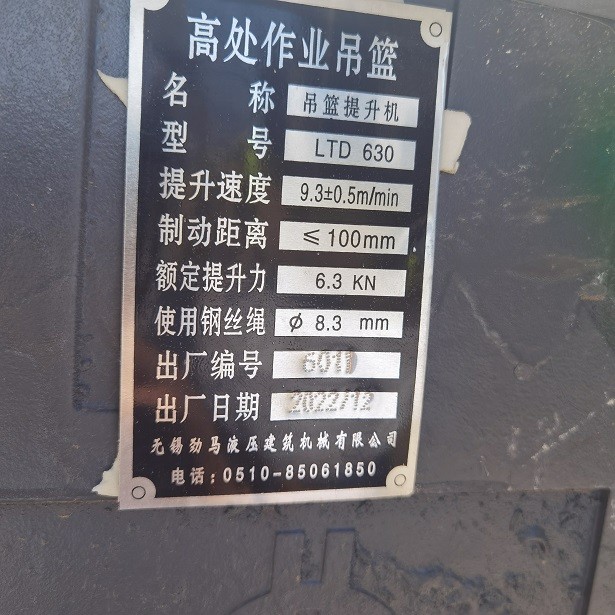 高处作业吊篮
名称 吊篮提升机
型号 LTD 630
提升速度 9.3±0.5m/min
制动距离 ≤100mm
额定提升力 6.3 KN
使用钢丝绳 φ 8.3 mm
出厂编号
出厂日期 2022/12
无锡劲马液压建筑机械有限公司
电话:0510-85061850